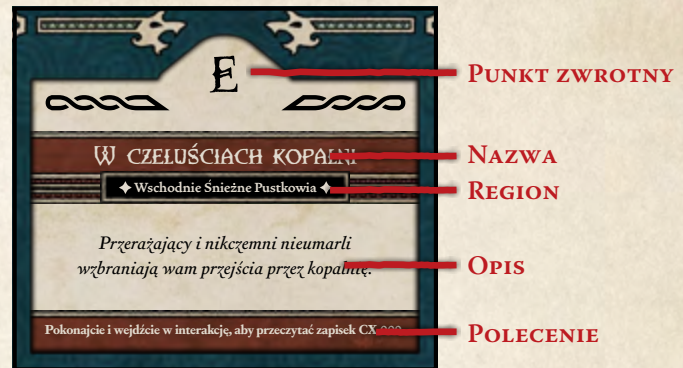 E
Punkt zwrotny
W czeluściach kopalni
Nazwa
Wschodnie Śnieżne Pustkowia
Region
Przerażający i nikczemni nieumarli
wzbraniają wam przejścia przez kopalnię.
Opis
Pokonajcie i wejdźcie w interakcję, aby przeczytać zapisek CX
Polecenie